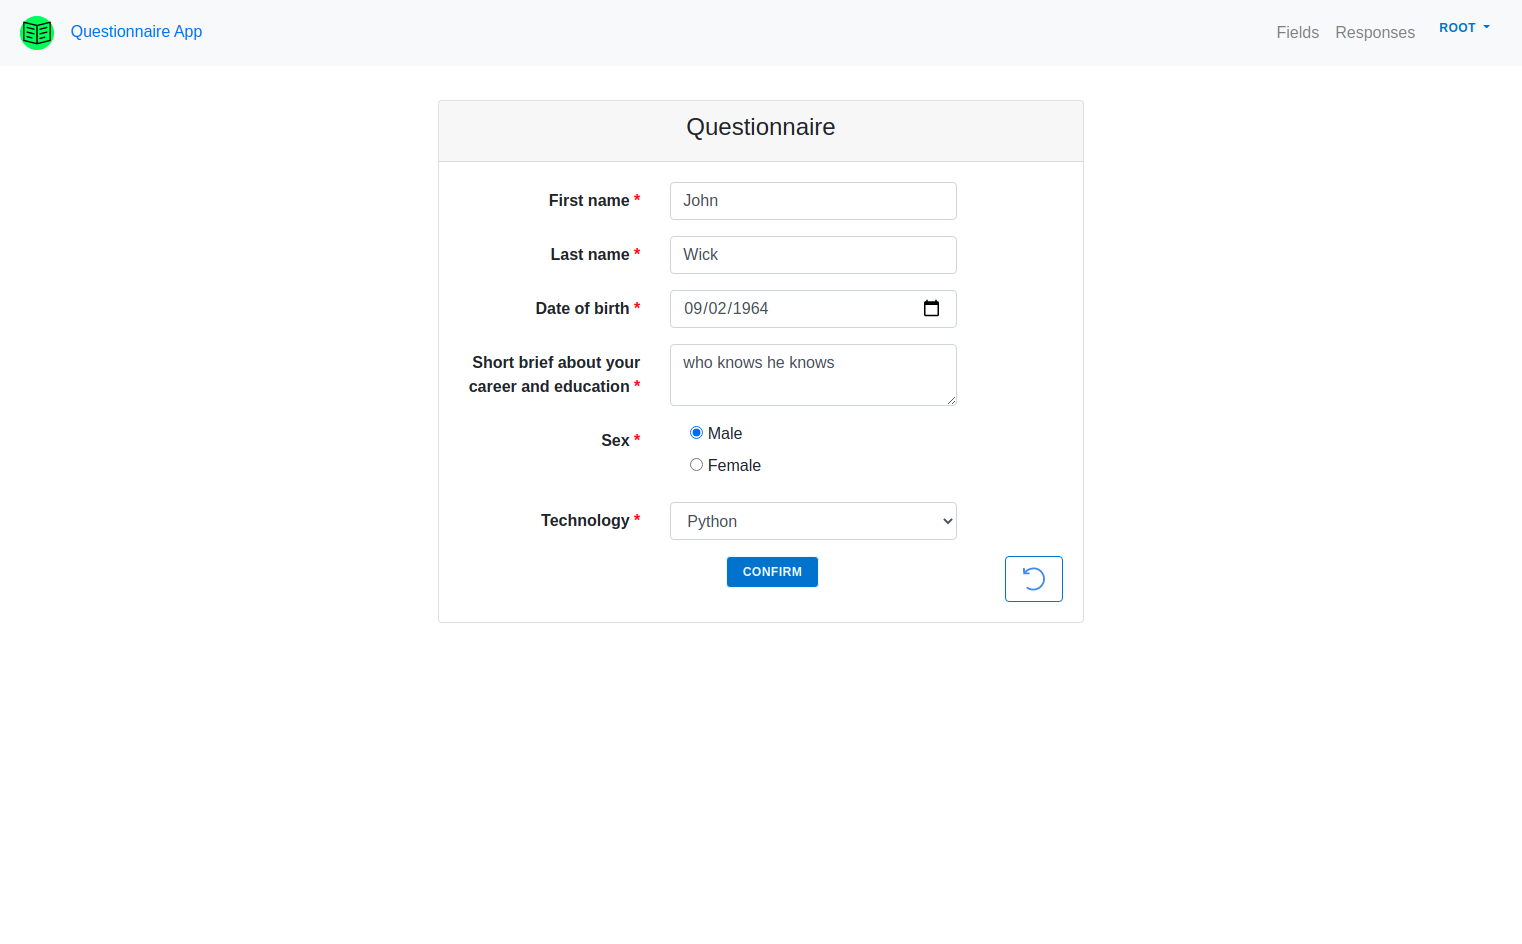 Questionnaire App
Fields Responses ROOT
Questionnaire
First name * John
Last name * Wick
Date of birth * 09/02/1964
Short brief about your
career and education *
who knows he knows
Sex * Male
Female
Technology * Python
CONFIRM